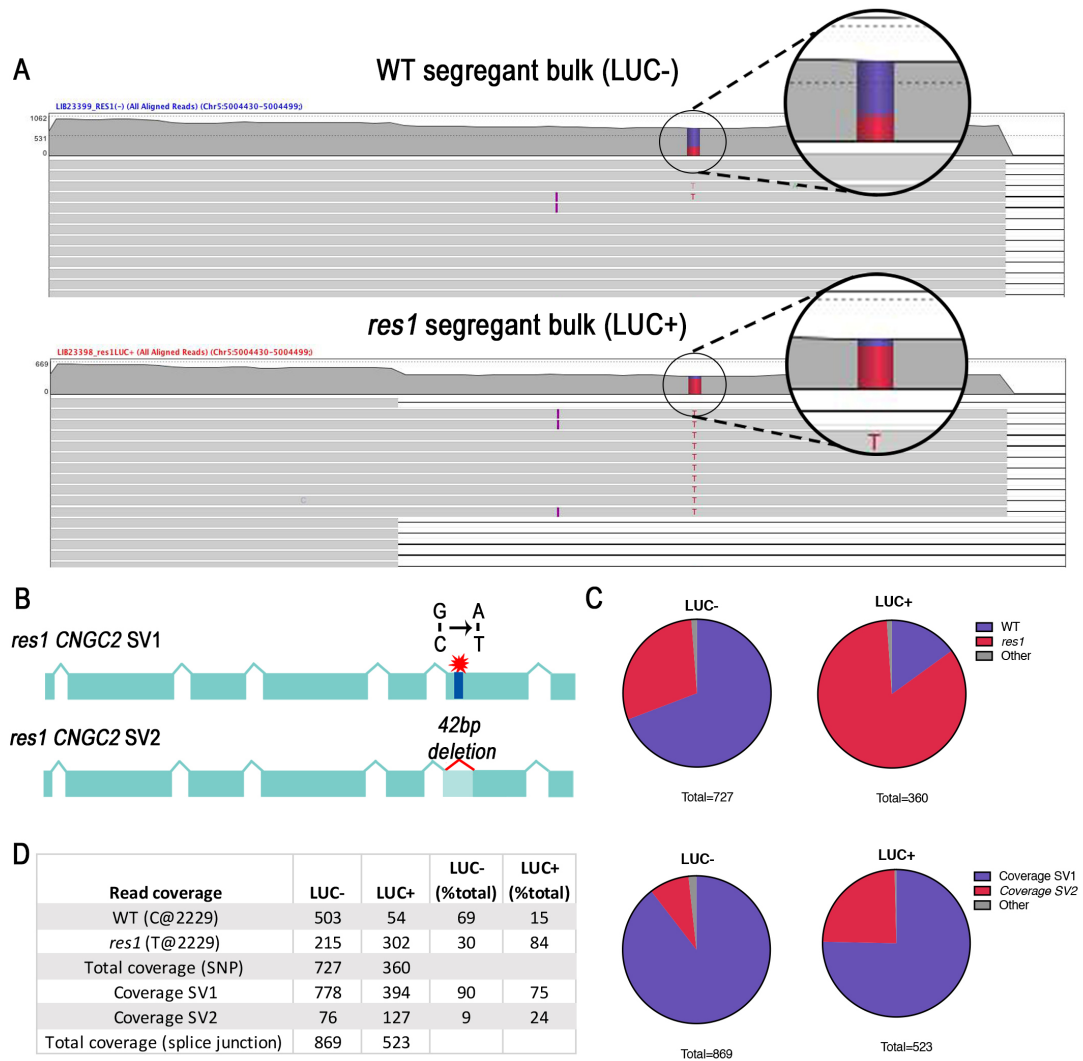 A
WT segregant bulk (LUC-)
LIB23399_RES1(-) (All Aligned Reads) (Chr5:5004430-5004499;)
1062
531
0
T
T
I
I
res1 segregant bulk (LUC+)
LIB23398_res1LUC+ (All Aligned Reads) (Chr5:5004430-5004499;)
669
0
I T
I T
T
T
T
T
T
T
C T
I T
T
B
res1 CNGC2 SV1
G A
C T
res1 CNGC2 SV2
42bp
deletion
C
LUC- LUC+
WT
res1
Other
Total=727 Total=360
D
Read coverage LUC- LUC+ LUC- (%total) LUC+ (%total)
WT (C@2229) 503 54 69 15
res1 (T@2229) 215 302 30 84
Total coverage (SNP) 727 360
Coverage SV1 778 394 90 75
Coverage SV2 76 127 9 24
Total coverage (splice junction) 869 523
LUC- LUC+
Coverage SV1
Coverage SV2
Other
Total=869 Total=523